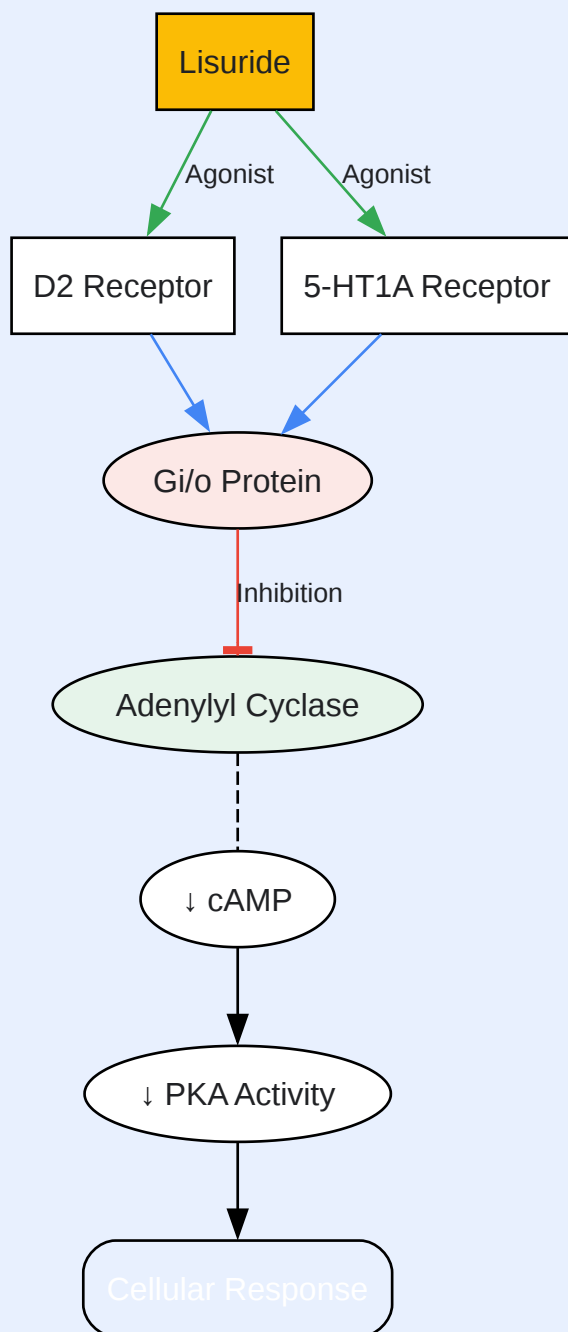 Lisuride
Agonist
Agonist
D2 Receptor
5-HT1A Receptor
Gi/o Protein
Inhibition
Adenylyl Cyclase
↓ cAMP
↓ PKA Activity
Cellular Response